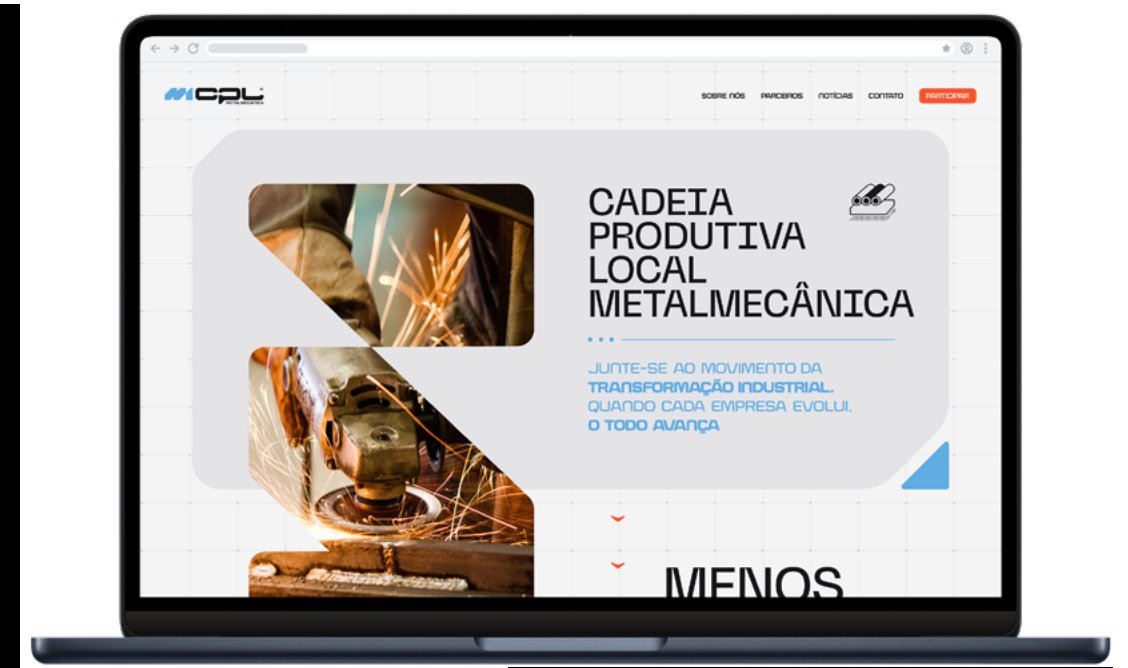 CPL
METALMECÂNICA
SOBRE NÓS PARCEIROS NOTÍCIAS CONTATO PARTICIPAR
CADEIA
PRODUTIVA
LOCAL
METALMECÂNICA
JUNTE-SE AO MOVIMENTO DA
TRANSFORMAÇÃO INDUSTRIAL.
QUANDO CADA EMPRESA EVOLUI,
O TODO AVANÇA
MENOS